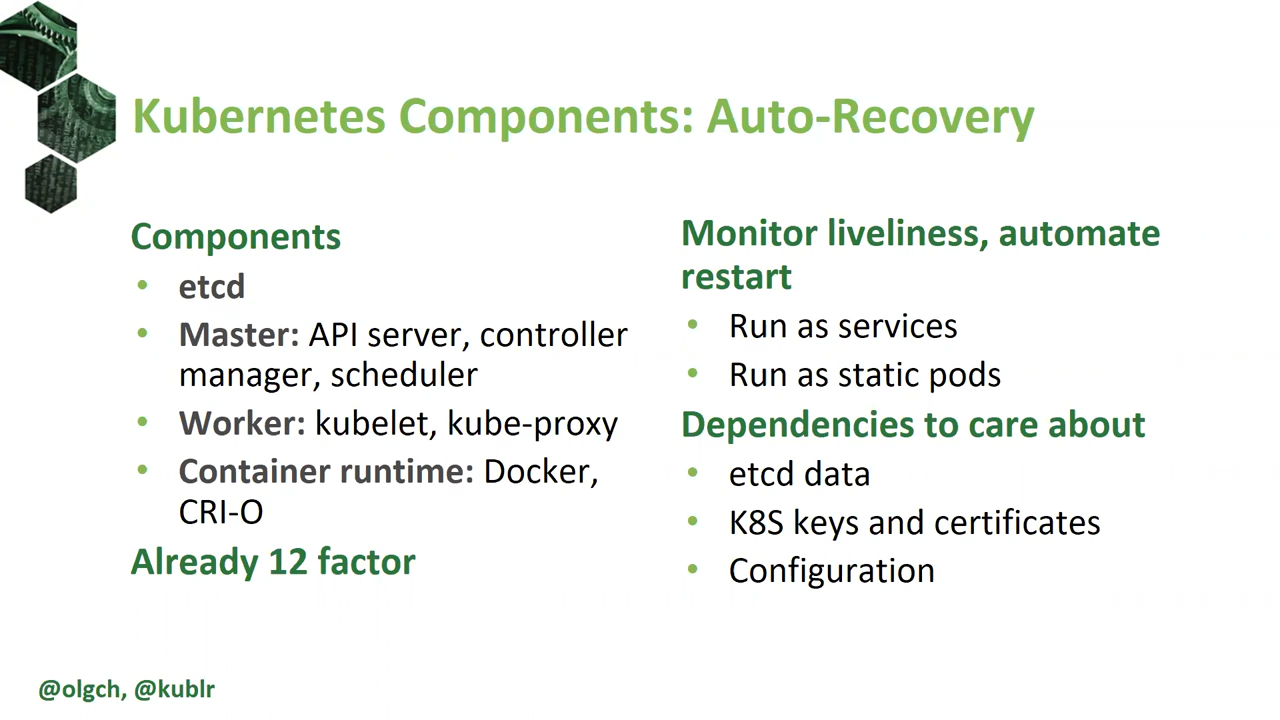 Kubernetes Components: Auto-Recovery
Components
• etcd
• Master: API server, controller
manager, scheduler
• Worker: kubelet, kube-proxy
• Container runtime: Docker,
CRI-O
Already 12 factor
Monitor liveliness, automate
restart
• Run as services
• Run as static pods
Dependencies to care about
• etcd data
• K8S keys and certificates
• Configuration
@olgch, @kublr